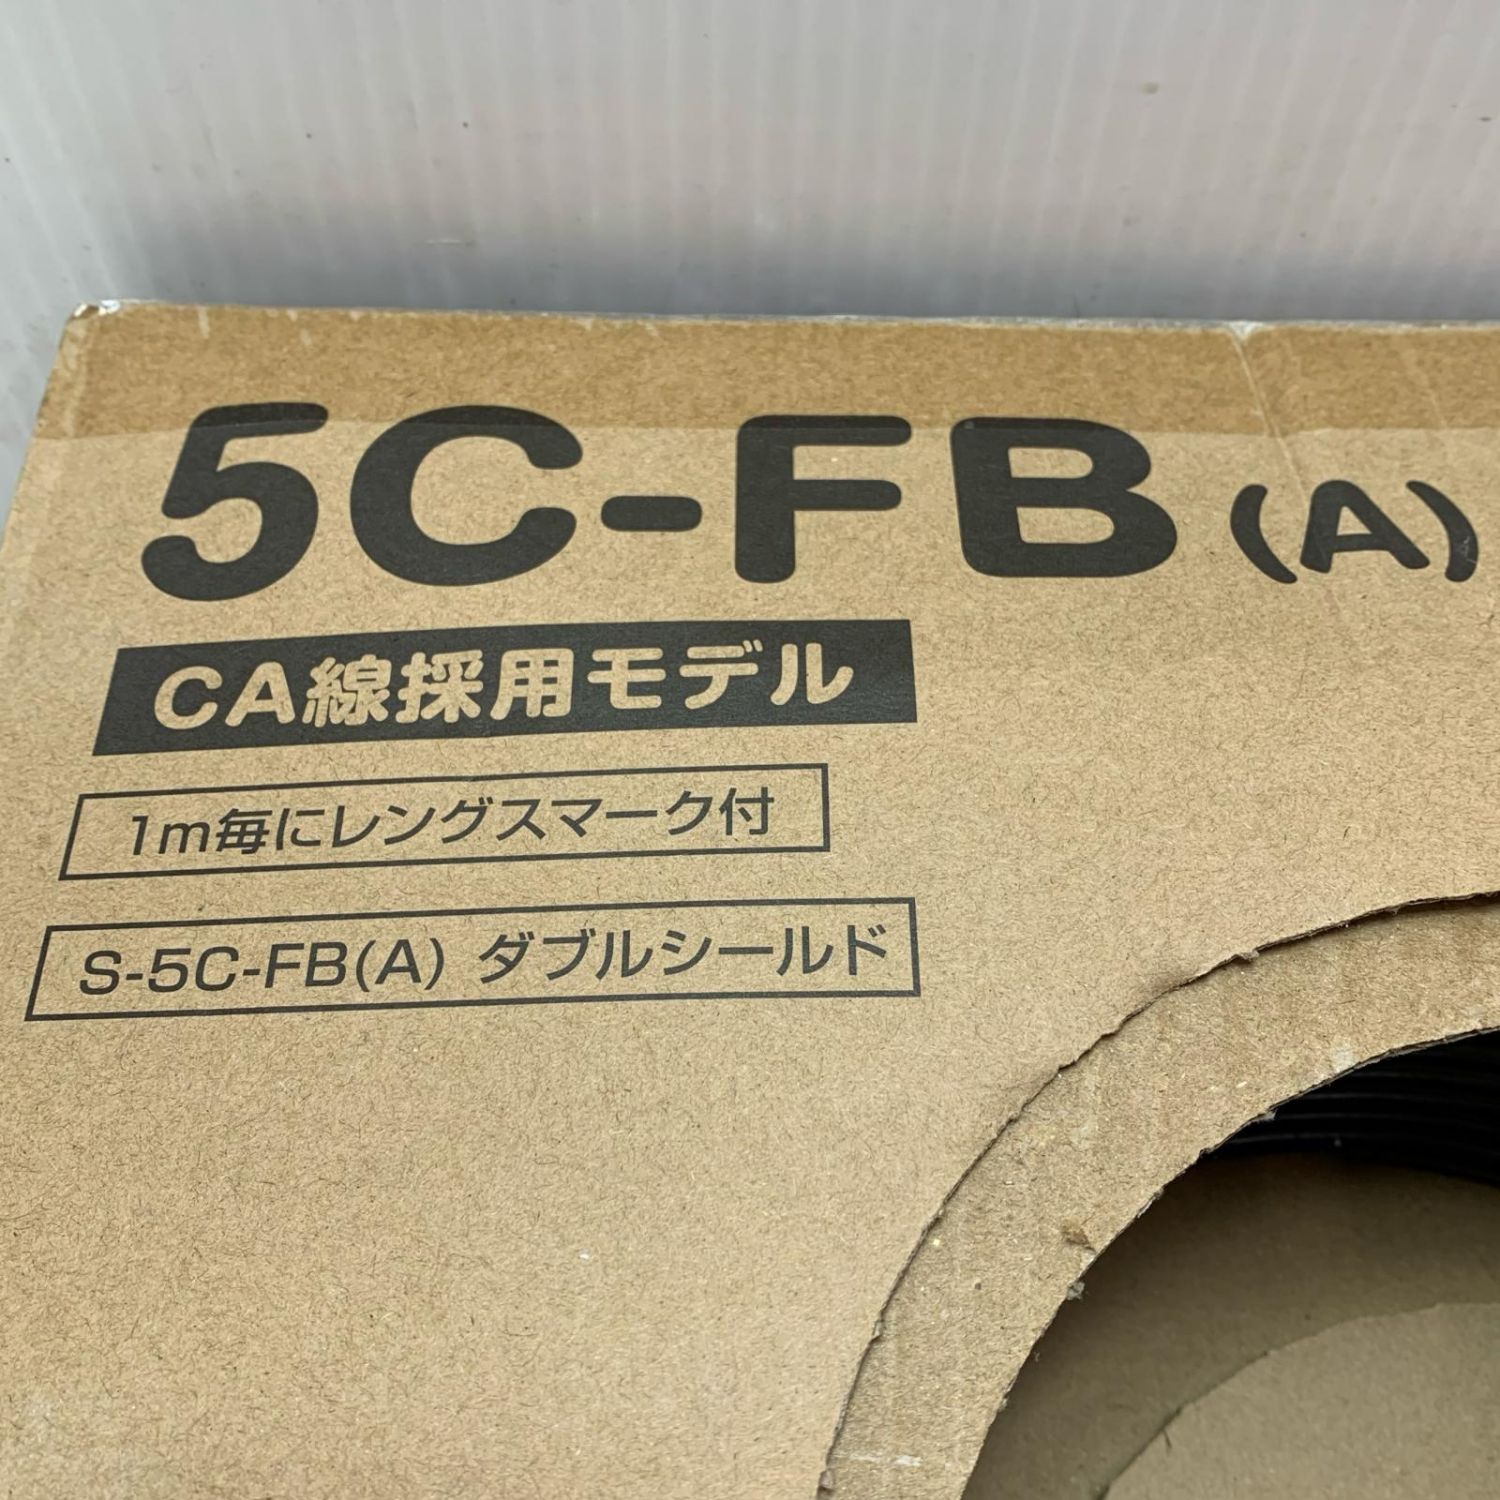 5C-FB(A)
CA線採用モデル
1m毎にレングスマーク付
S-5C-FB(A) ダブルシールド